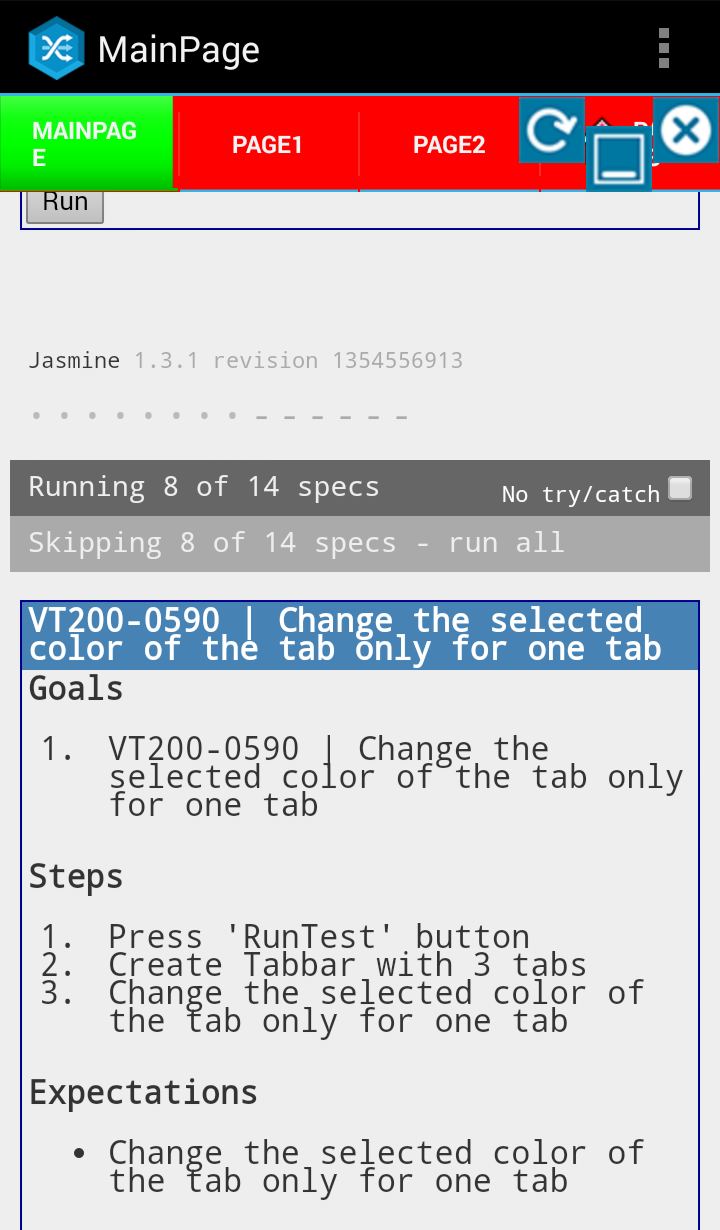 MainPage
MAINPAG
E
PAGE1
PAGE2
Run
Jasmine 1.3.1 revision 1354556913
Running 8 of 14 specs
No try/catch
Skipping 8 of 14 specs - run all
VT200-0590 | Change the selected
color of the tab only for one tab
Goals
1. VT200-0590 | Change the
selected color of the tab only
for one tab
Steps
1. Press 'RunTest' button
2. Create Tabbar with 3 tabs
3. Change the selected color of
the tab only for one tab
Expectations
• Change the selected color of
the tab only for one tab